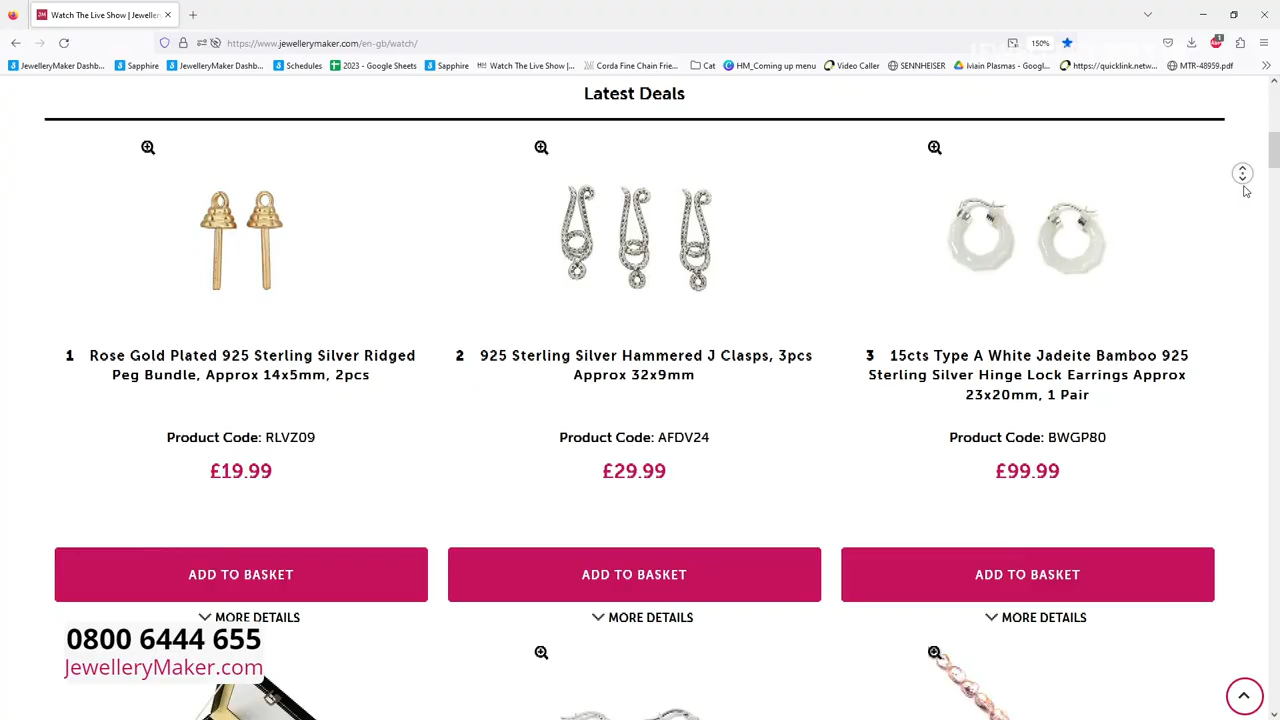 Watch The Live Show | Jewellery
https://www.jewellerymaker.com/en-gb/watch/
150%
1
JewelleryMaker Dashb...
Sapphire
JewelleryMaker Dashb...
Schedules
2023 - Google Sheets
Sapphire
Watch The Live Show |...
Corda Fine Chain Frie...
Cat
HM_Coming up menu
Video Caller
SENNHEISER
Main Plasmas - Googl...
https://quicklink.netw...
MTR-48959.pdf
Latest Deals
1 Rose Gold Plated 925 Sterling Silver Ridged
Peg Bundle, Approx 14x5mm, 2pcs
Product Code: RLVZ09
£19.99
ADD TO BASKET
MORE DETAILS
2 925 Sterling Silver Hammered J Clasps, 3pcs
Approx 32x9mm
Product Code: AFDV24
£29.99
ADD TO BASKET
MORE DETAILS
3 15cts Type A White Jadeite Bamboo 925
Sterling Silver Hinge Lock Earrings Approx
23x20mm, 1 Pair
Product Code: BWGP80
£99.99
ADD TO BASKET
MORE DETAILS
0800 6444 655
JewelleryMaker.com